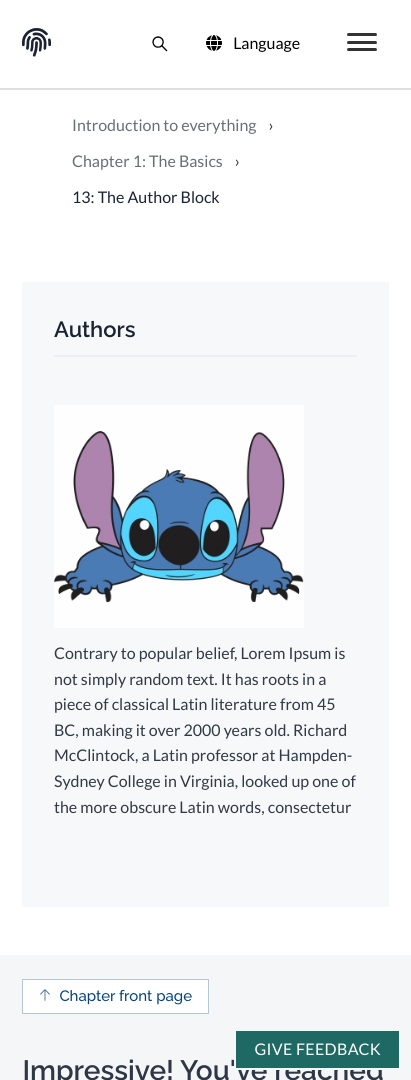 Language
Introduction to everything ›
Chapter 1: The Basics ›
13: The Author Block
Authors
Contrary to popular belief, Lorem Ipsum is
not simply random text. It has roots in a
piece of classical Latin literature from 45
BC, making it over 2000 years old. Richard
McClintock, a Latin professor at Hampden-
Sydney College in Virginia, looked up one of
the more obscure Latin words, consectetur
↑ Chapter front page
GIVE FEEDBACK
Impressive! You've reached